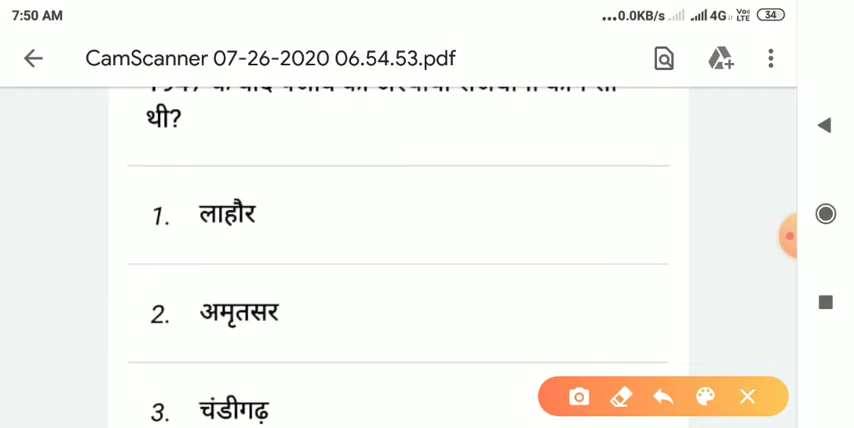 7:50 AM
...0.0KB/s 4G Vo LTE 34
CamScanner 07-26-2020 06.54.53.pdf
थी?
1. लाहौर
2. अमृतसर
3. चंडीगढ़